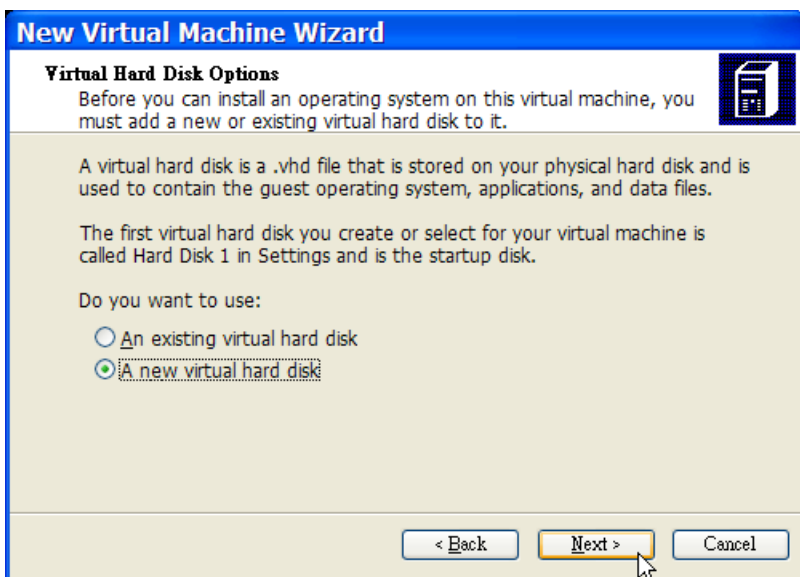 New Virtual Machine Wizard
Virtual Hard Disk Options
Before you can install an operating system on this virtual machine, you
must add a new or existing virtual hard disk to it.
A virtual hard disk is a .vhd file that is stored on your physical hard disk and is
used to contain the guest operating system, applications, and data files.
The first virtual hard disk you create or select for your virtual machine is
called Hard Disk 1 in Settings and is the startup disk.
Do you want to use:
An existing virtual hard disk
A new virtual hard disk
< Back Next > Cancel